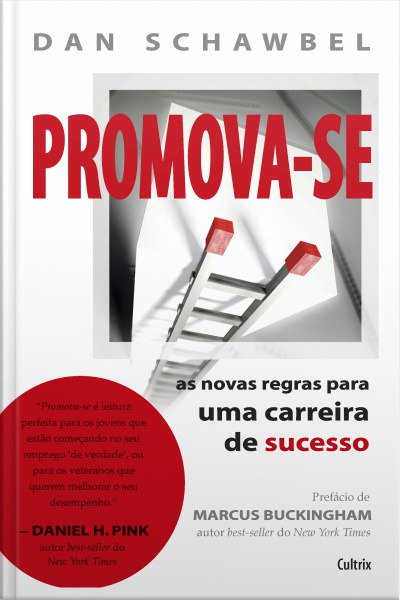 DAN SCHAWBEL
PROMOVA-SE
as novas regras para
uma carreira
de sucesso
"Promova-se é leitura
perfeita para os jovens que
estão começando no seu
emprego 'de verdade', ou
para os veteranos que
querem melhorar o seu
desempenho."
– DANIEL H. PINK
autor best-seller do
New York Times
Prefácio de
MARCUS BUCKINGHAM
autor best-seller do New York Times
Cultrix